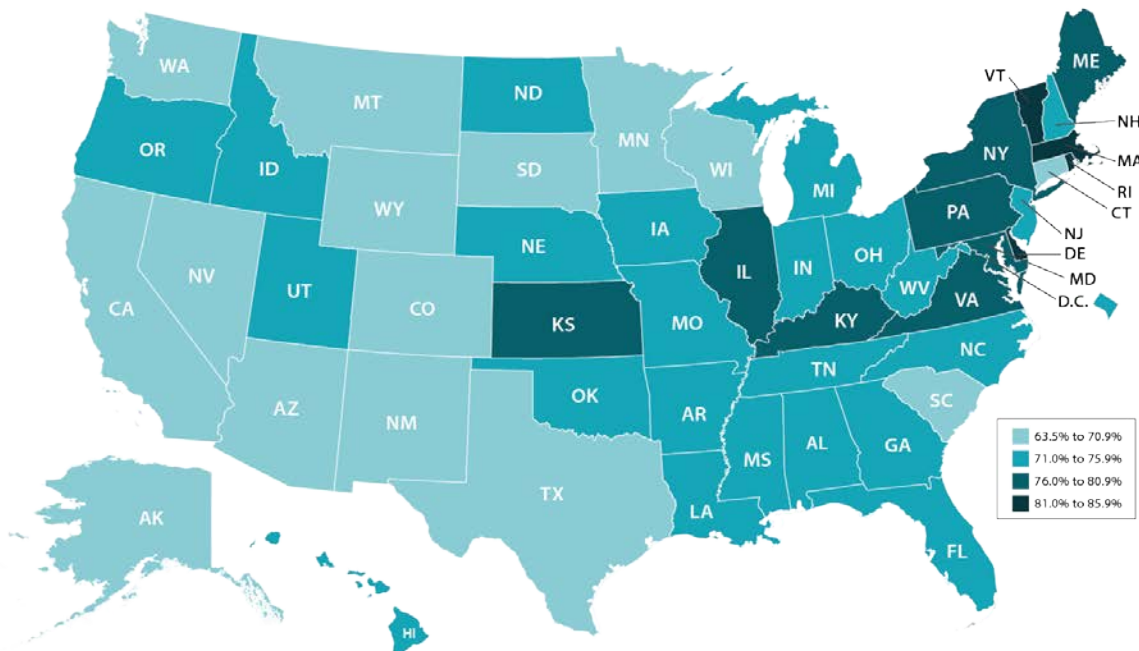 WA
MT
ND
MN
VT
ME
NH
OR
ID
SD
WI
NY
MA
WY
MI
RI
CT
NE
IA
PA
NJ
NV
UT
IL
IN
OH
DE
MD
CA
CO
KS
MO
WV
VA
D.C.
KY
NC
AZ
NM
OK
AR
TN
SC
MS
AL
GA
TX
LA
AK
FL
HI
63.5% to 70.9%
71.0% to 75.9%
76.0% to 80.9%
81.0% to 85.9%